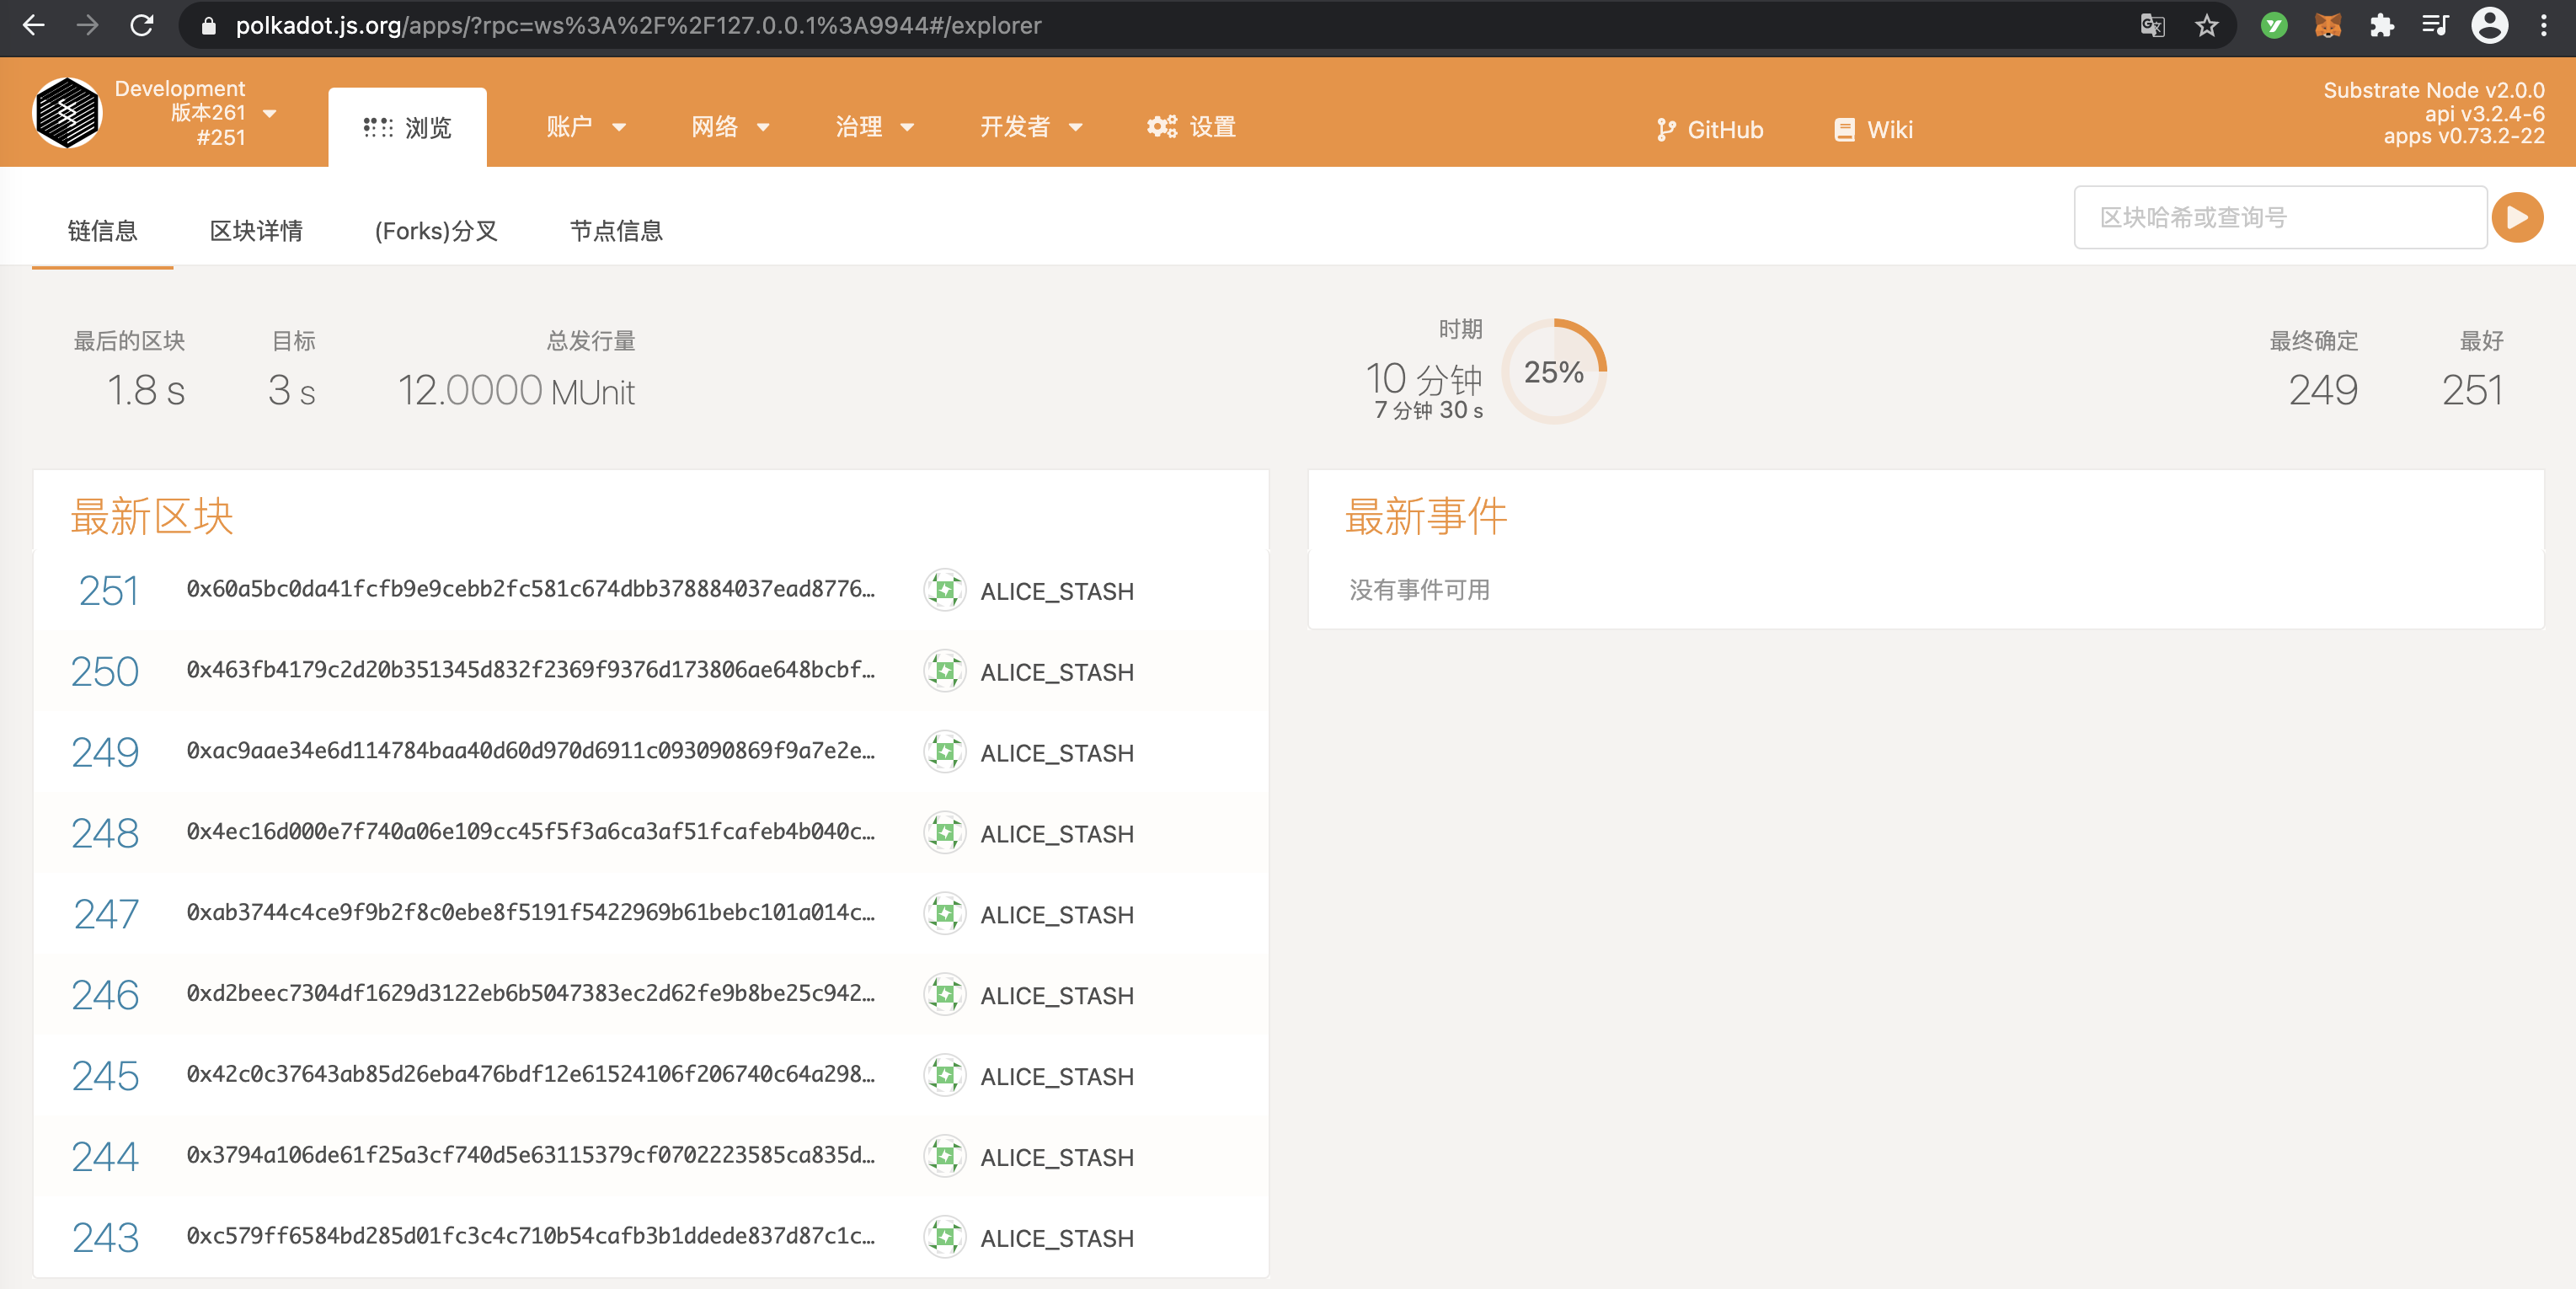 polkadot.js.org/apps/?rpc=ws%3A%2F%2F127.0.0.1%3A9944#/explorer
Development
版本261
#251
浏览
账户
网络
治理
开发者
设置
GitHub
Wiki
Substrate Node v2.0.0
api v3.2.4-6
apps v0.73.2-22
链信息
区块详情
(Forks)分叉
节点信息
区块哈希或查询号
最后的区块
1.8 s
目标
3 s
总发行量
12.0000 MUnit
时期
10 分钟
7 分钟 30 s
25%
最终确定
249
最好
251
最新区块
251 0x60a5bc0da41fcfb9e9cebb2fc581c674dbb378884037ead8776… ALICE_STASH
250 0x463fb4179c2d20b351345d832f2369f9376d173806ae648bcbf… ALICE_STASH
249 0xac9aae34e6d114784baa40d60d970d6911c093090869f9a7e2e… ALICE_STASH
248 0x4ec16d000e7f740a06e109cc45f5f3a6ca3af51fcafeb4b040c… ALICE_STASH
247 0xab3744c4ce9f9b2f8c0ebe8f5191f5422969b61bebc101a014c… ALICE_STASH
246 0xd2beec7304df1629d3122eb6b5047383ec2d62fe9b8be25c942… ALICE_STASH
245 0x42c0c37643ab85d26eba476bdf12e61524106f206740c64a298… ALICE_STASH
244 0x3794a106de61f25a3cf740d5e63115379cf0702223585ca835d… ALICE_STASH
243 0xc579ff6584bd285d01fc3c4c710b54cafb3b1ddede837d87c1c… ALICE_STASH
最新事件
没有事件可用